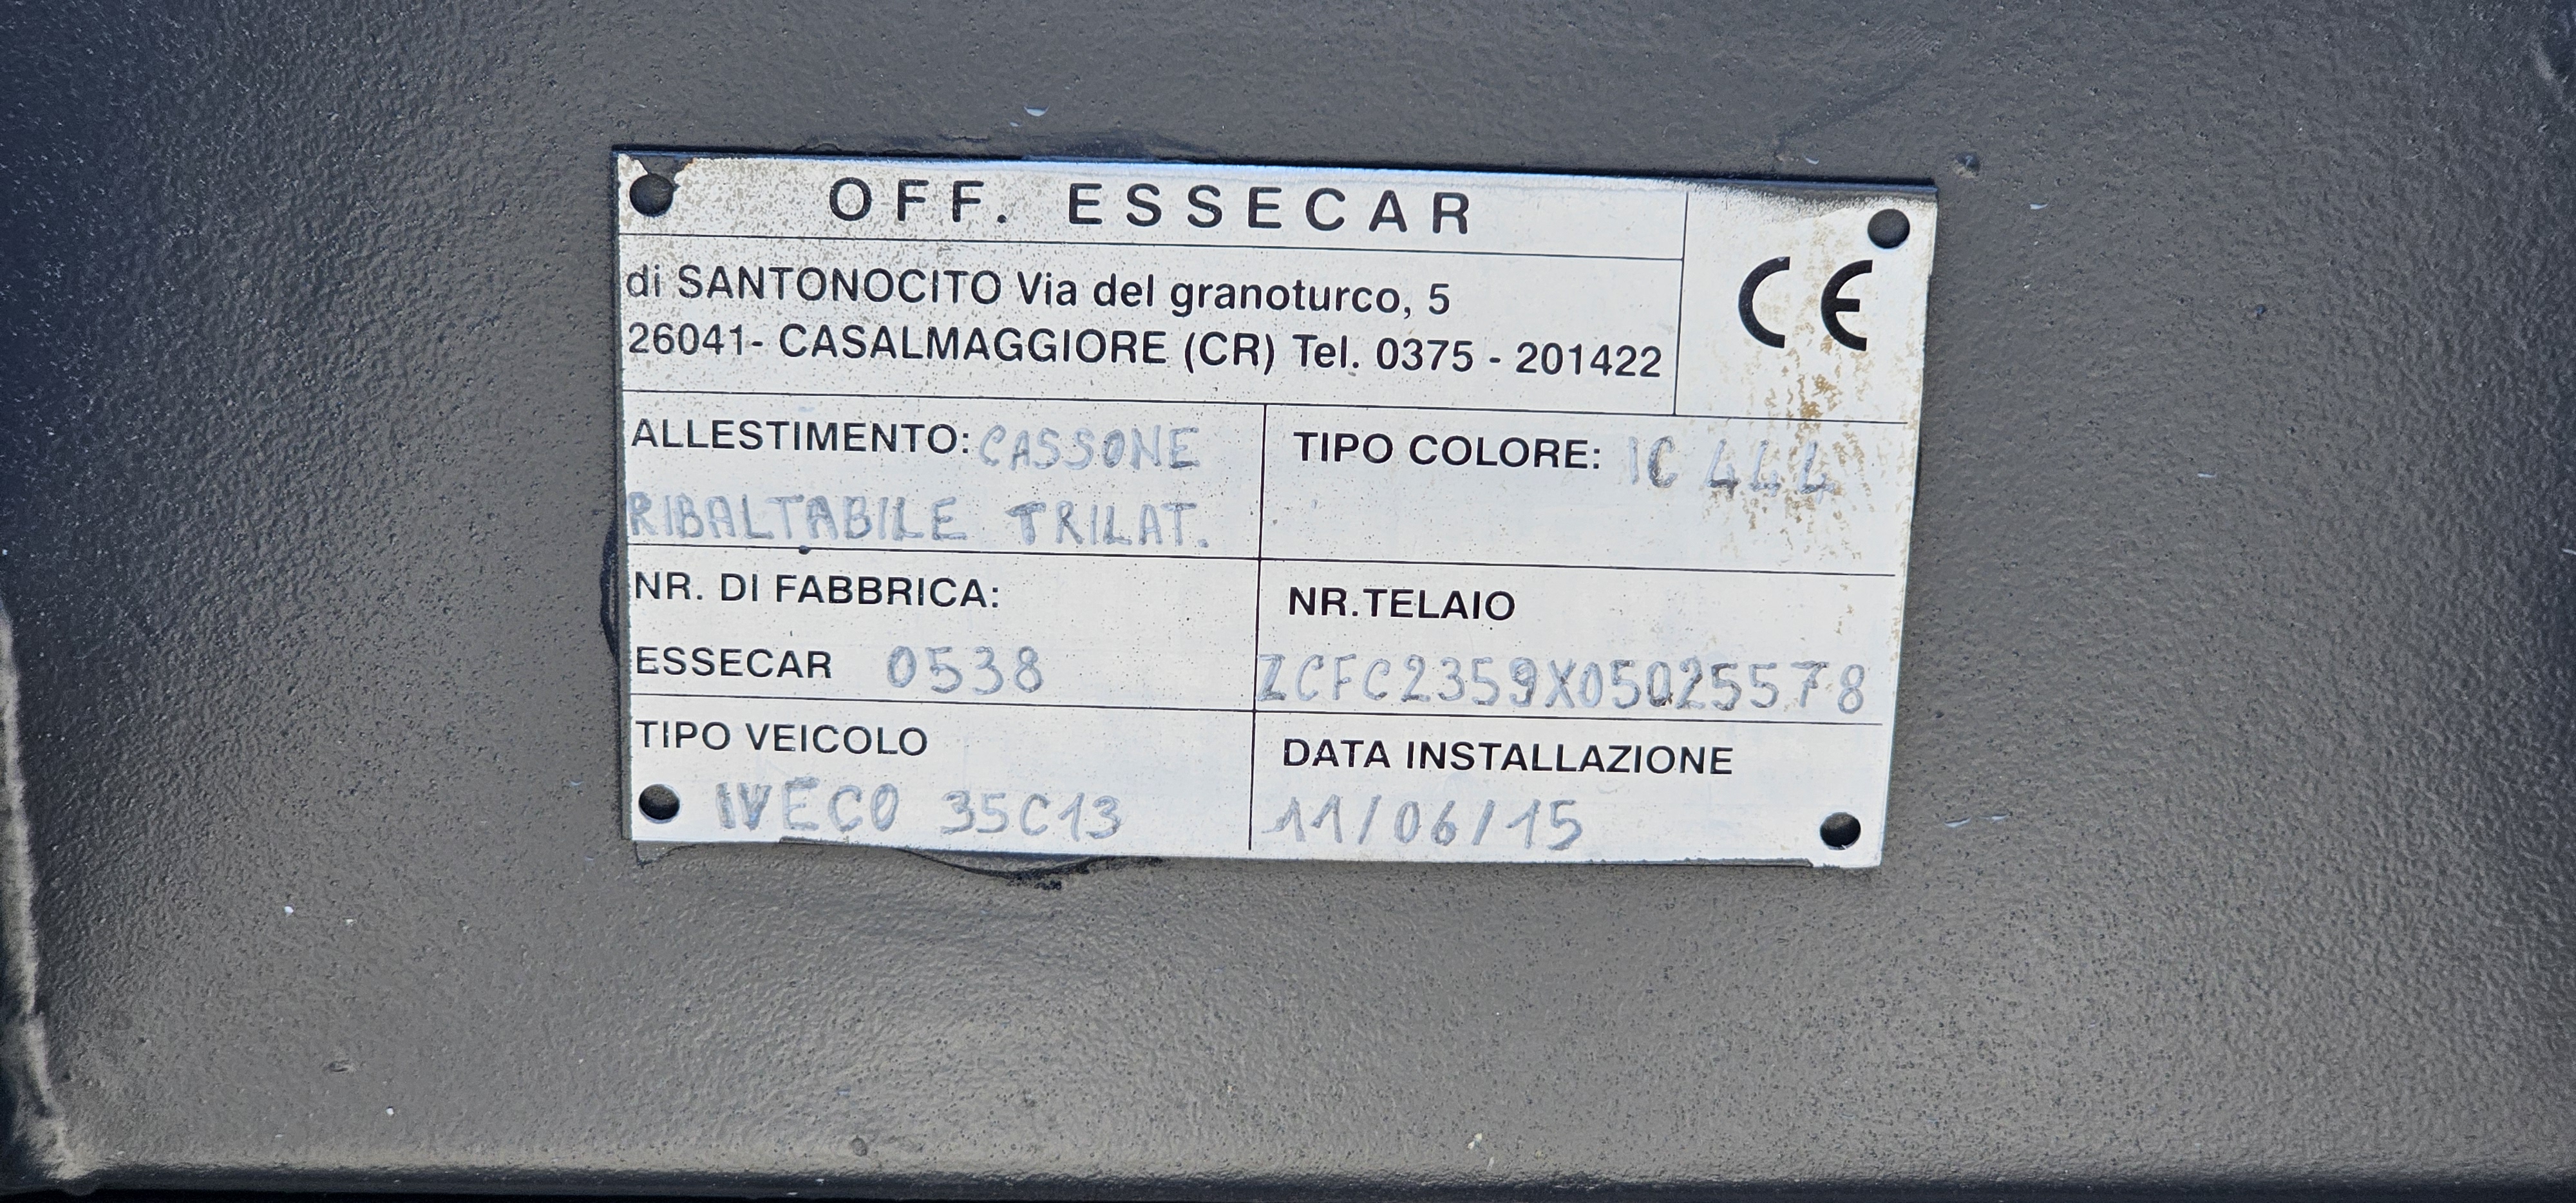 OFF. ESSECAR
di SANTONOCITO Via del granoturco, 5
26041- CASALMAGGIORE (CR) Tel. 0375 - 201422
CE
ALLESTIMENTO: CASSONE
RIBALTABILE TRILAT.
TIPO COLORE: IC 444
NR. DI FABBRICA:
ESSECAR 0538
NR.TELAIO
ZCFC2359X05025578
TIPO VEICOLO
IVECO 35C13
DATA INSTALLAZIONE
11/06/15